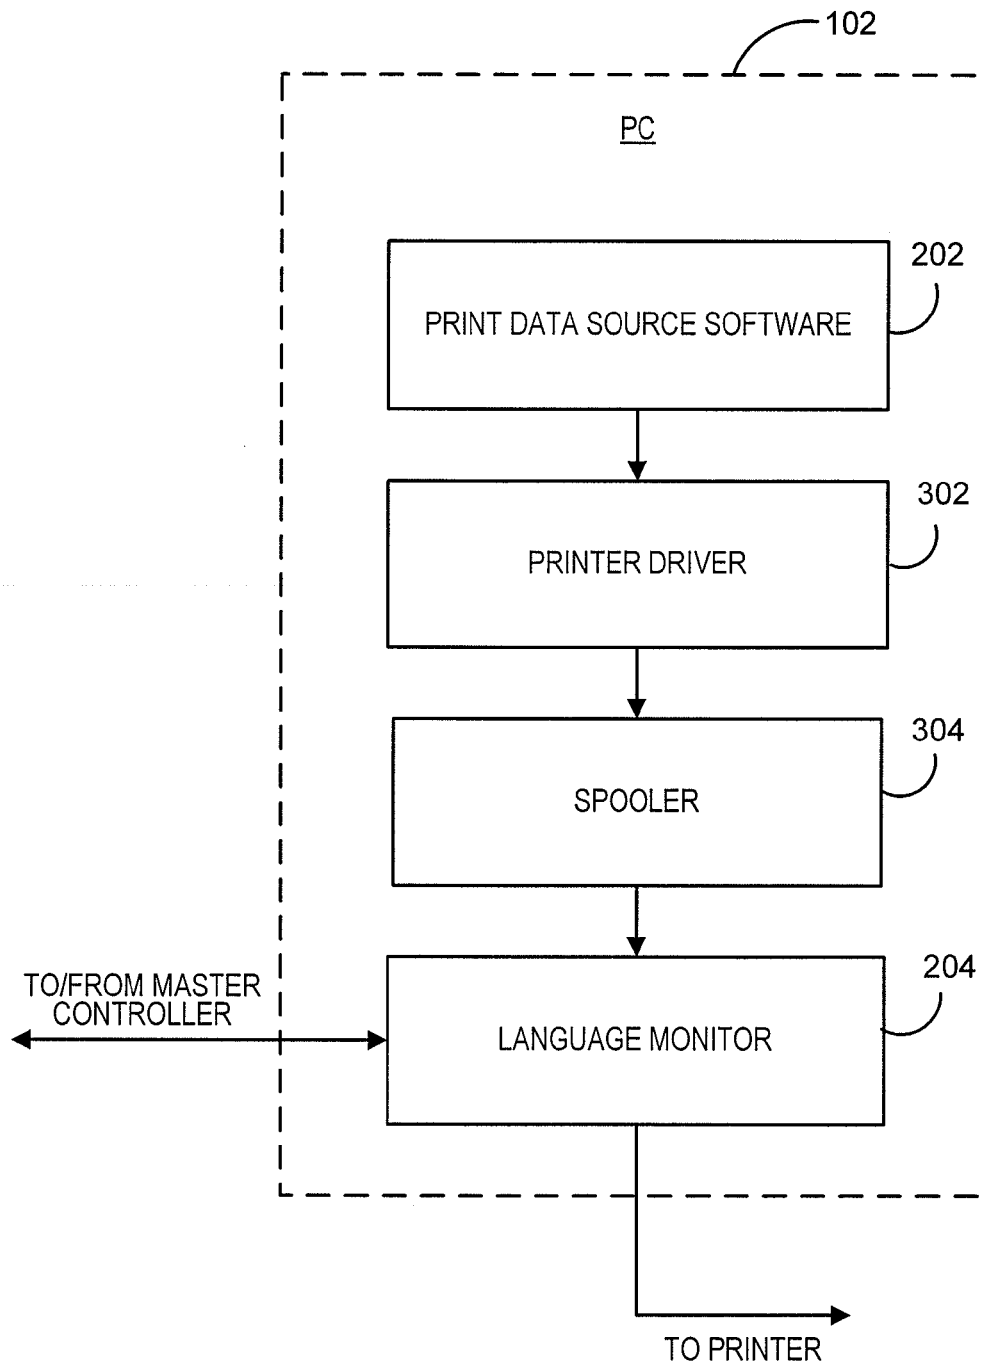 102
PC
202
PRINT DATA SOURCE SOFTWARE
302
PRINTER DRIVER
304
SPOOLER
204
TO/FROM MASTER
CONTROLLER
LANGUAGE MONITOR
TO PRINTER